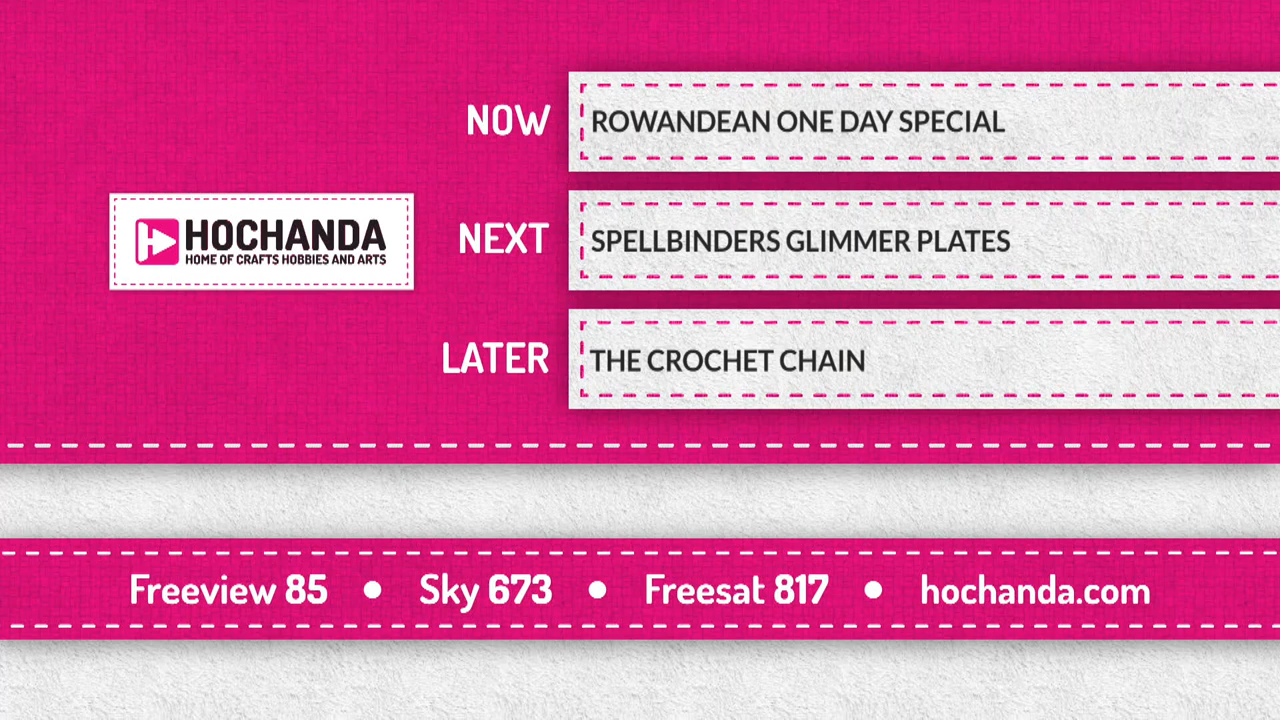 NOW
ROWANDEAN ONE DAY SPECIAL
HOCHANDA
HOME OF CRAFTS HOBBIES AND ARTS
NEXT
SPELLBINDERS GLIMMER PLATES
LATER
THE CROCHET CHAIN
Freeview 85 • Sky 673 • Freesat 817 • hochanda.com